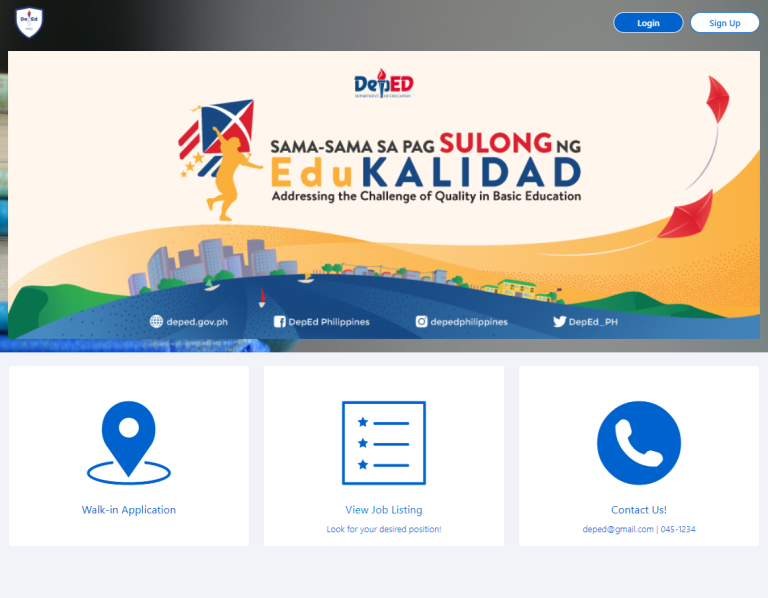 DepEd
Login
Sign Up
DepED
DEPARTMENT OF EDUCATION
SAMA-SAMA SA PAG SULONG NG
EduKALIDAD
Addressing the Challenge of Quality in Basic Education
deped.gov.ph
DepEd Philippines
depedphilippines
DepEd_PH
Walk-in Application
View Job Listing
Look for your desired position!
Contact Us!
deped@gmail.com | 045-1234